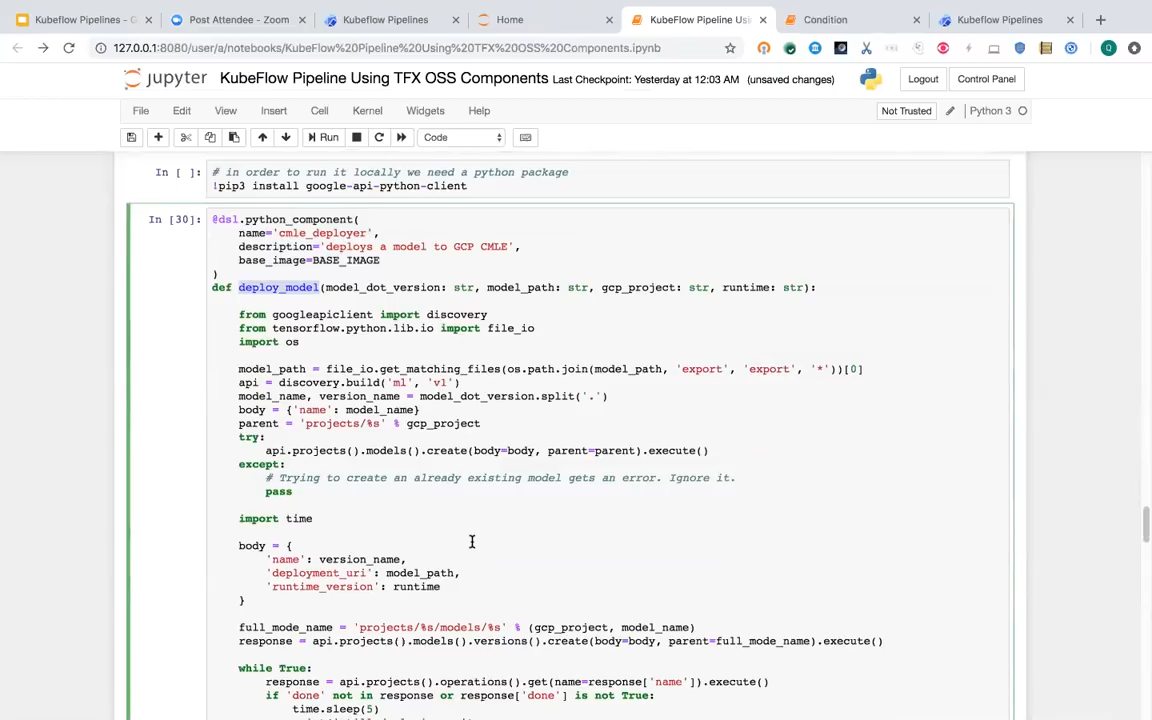 Kubeflow Pipelines - G
Post Attendee - Zoom
Kubeflow Pipelines
Home
KubeFlow Pipeline Usi
Condition
Kubeflow Pipelines
127.0.0.1:8080/user/a/notebooks/KubeFlow%20Pipeline%20Using%20TFX%20OSS%20Components.ipynb
Q
jupyter KubeFlow Pipeline Using TFX OSS Components Last Checkpoint: Yesterday at 12:03 AM (unsaved changes)
Logout
Control Panel
File Edit View Insert Cell Kernel Widgets Help
Not Trusted
Python 3
Run
Code
In [ ]: # in order to run it locally we need a python package
!pip3 install google-api-python-client
In [30]: @dsl.python_component(
name='cmle_deployer',
description='deploys a model to GCP CMLE',
base_image=BASE_IMAGE
)
def deploy_model(model_dot_version: str, model_path: str, gcp_project: str, runtime: str):
from googleapiclient import discovery
from tensorflow.python.lib.io import file_io
import os
model_path = file_io.get_matching_files(os.path.join(model_path, 'export', 'export', '*'))[0]
api = discovery.build('ml', 'v1')
model_name, version_name = model_dot_version.split('.')
body = {'name': model_name}
parent = 'projects/%s' % gcp_project
try:
api.projects().models().create(body=body, parent=parent).execute()
except:
# Trying to create an already existing model gets an error. Ignore it.
pass
import time
body = {
'name': version_name,
'deployment_uri': model_path,
'runtime_version': runtime
}
full_mode_name = 'projects/%s/models/%s' % (gcp_project, model_name)
response = api.projects().models().versions().create(body=body, parent=full_mode_name).execute()
while True:
response = api.projects().operations().get(name=response['name']).execute()
if 'done' not in response or response['done'] is not True:
time.sleep(5)